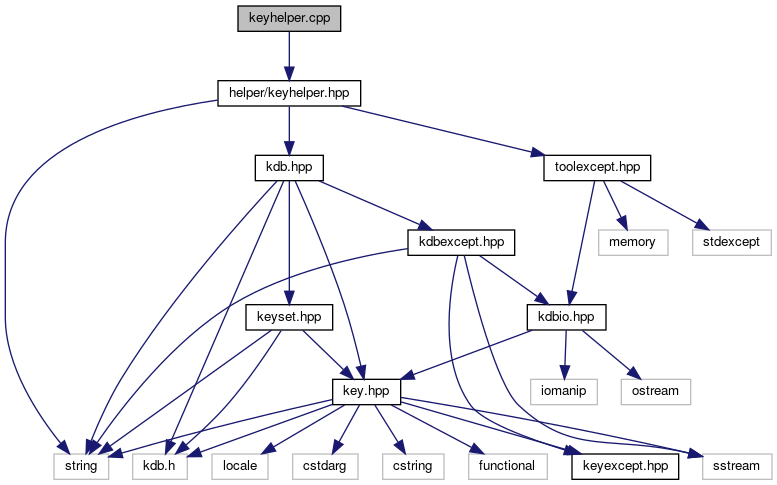 keyhelper.cpp
helper/keyhelper.hpp
kdb.hpp
toolexcept.hpp
kdbexcept.hpp
memory
stdexcept
keyset.hpp
kdbio.hpp
key.hpp
iomanip
ostream
string
kdb.h
locale
cstdarg
cstring
functional
keyexcept.hpp
sstream